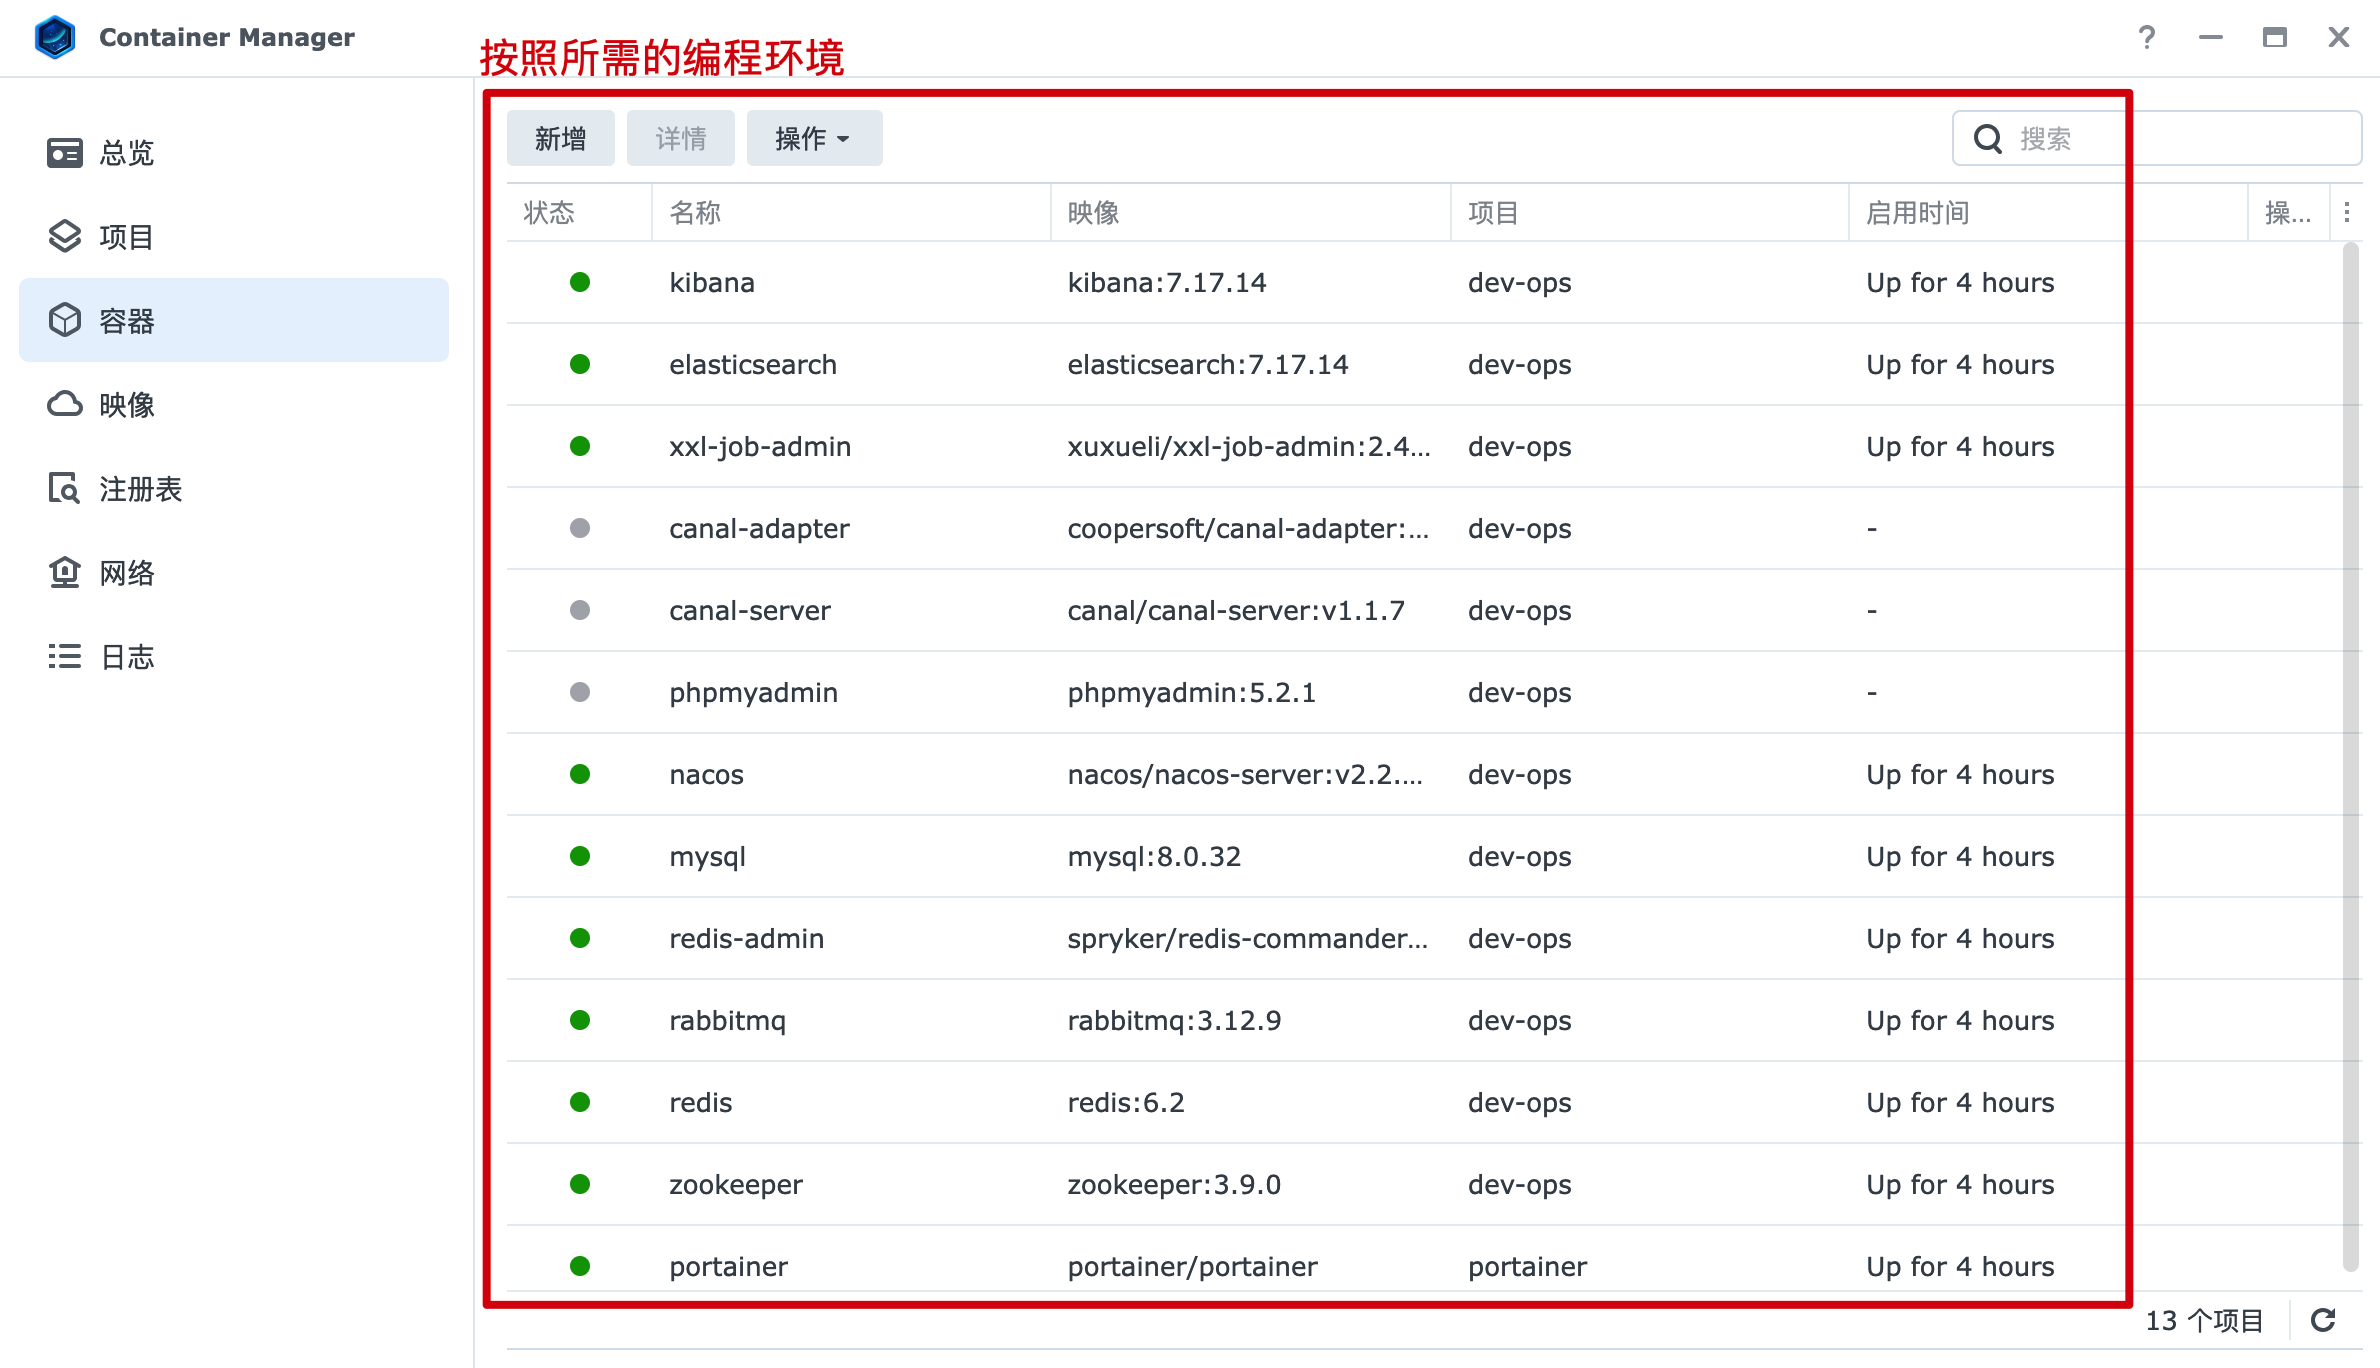 Container Manager
按照所需的编程环境
总览
项目
容器
映像
注册表
网络
日志
新增 详情 操作 搜索
状态 名称 映像 项目 启用时间 操...
kibana kibana:7.17.14 dev-ops Up for 4 hours
elasticsearch elasticsearch:7.17.14 dev-ops Up for 4 hours
xxl-job-admin xuxueli/xxl-job-admin:2.4... dev-ops Up for 4 hours
canal-adapter coopersoft/canal-adapter:... dev-ops -
canal-server canal/canal-server:v1.1.7 dev-ops -
phpmyadmin phpmyadmin:5.2.1 dev-ops -
nacos nacos/nacos-server:v2.2.... dev-ops Up for 4 hours
mysql mysql:8.0.32 dev-ops Up for 4 hours
redis-admin spryker/redis-commander... dev-ops Up for 4 hours
rabbitmq rabbitmq:3.12.9 dev-ops Up for 4 hours
redis redis:6.2 dev-ops Up for 4 hours
zookeeper zookeeper:3.9.0 dev-ops Up for 4 hours
portainer portainer/portainer portainer Up for 4 hours
13 个项目